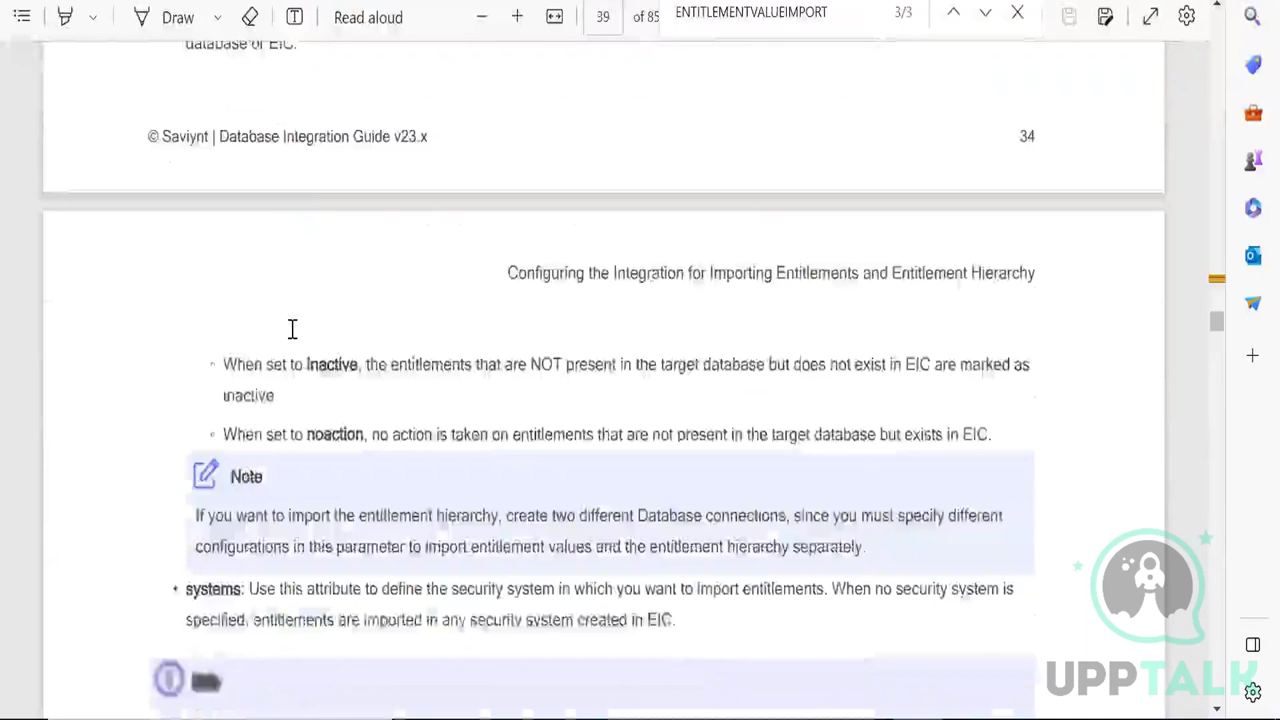 Draw
Read aloud
39
of 85
ENTITLEMENTVALUEIMPORT
3/3
database or EIC.
© Saviynt | Database Integration Guide v23.x
34
Configuring the Integration for Importing Entitlements and Entitlement Hierarchy
◦ When set to Inactive, the entitlements that are NOT present in the target database but does not exist in EIC are marked as
inactive
◦ When set to noaction, no action is taken on entitlements that are not present in the target database but exists in EIC.
Note
If you want to import the entitlement hierarchy, create two different Database connections, since you must specify different
configurations in this parameter to import entitlement values and the entitlement hierarchy separately.
• systems: Use this attribute to define the security system in which you want to import entitlements. When no security system is
specified, entitlements are imported in any security system created in EIC.
UPPTALK